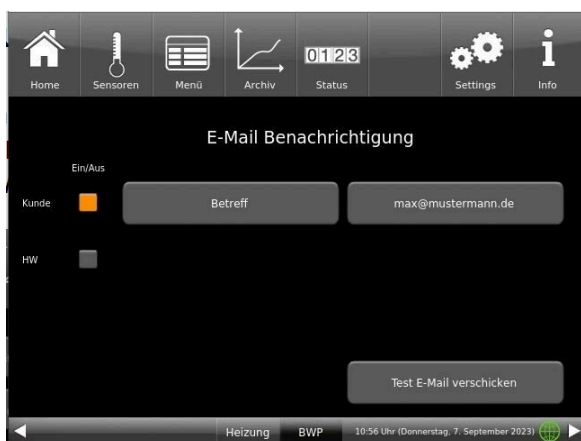 Home Sensoren Menü Archiv 0123 Status Settings i Info
E-Mail Benachrichtigung
Ein/Aus
Kunde Betreff max@mustermann.de
HW
Test E-Mail verschicken
Heizung BWP 10:56 Uhr (Donnerstag, 7. September 2023)